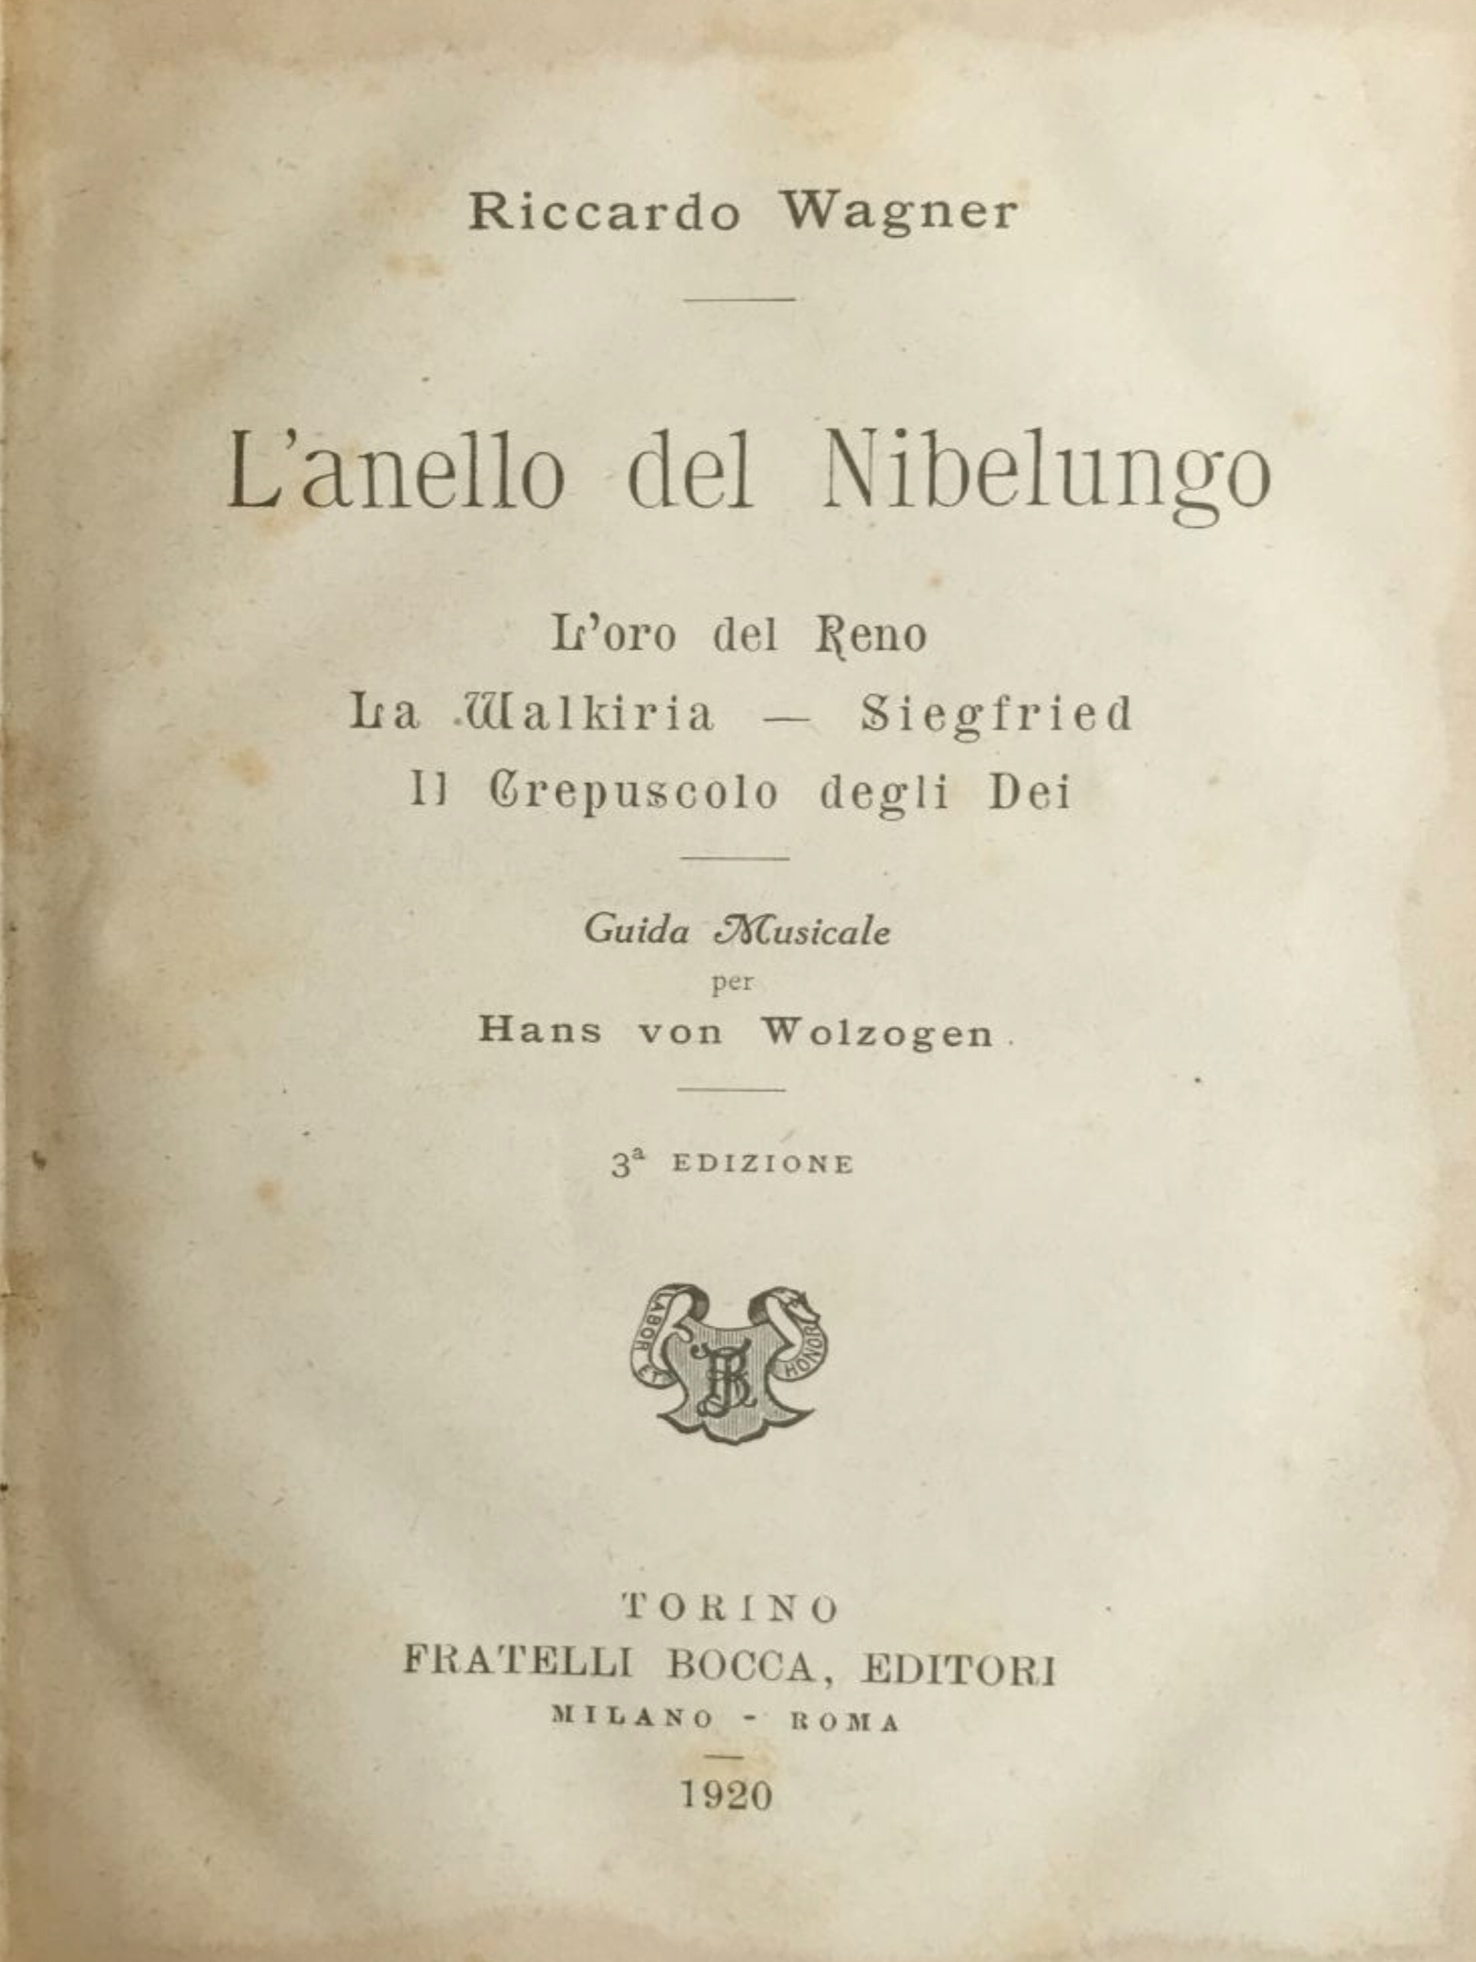 Riccardo Wagner
L'anello del Nibelungo
L'oro del Reno
La Walkiria — Siegfried
Il Crepuscolo degli Dei
Guida Musicale
per
Hans von Wolzogen
3ª EDIZIONE
LABOR ET HONOR
TORINO
FRATELLI BOCCA, EDITORI
MILANO - ROMA
1920